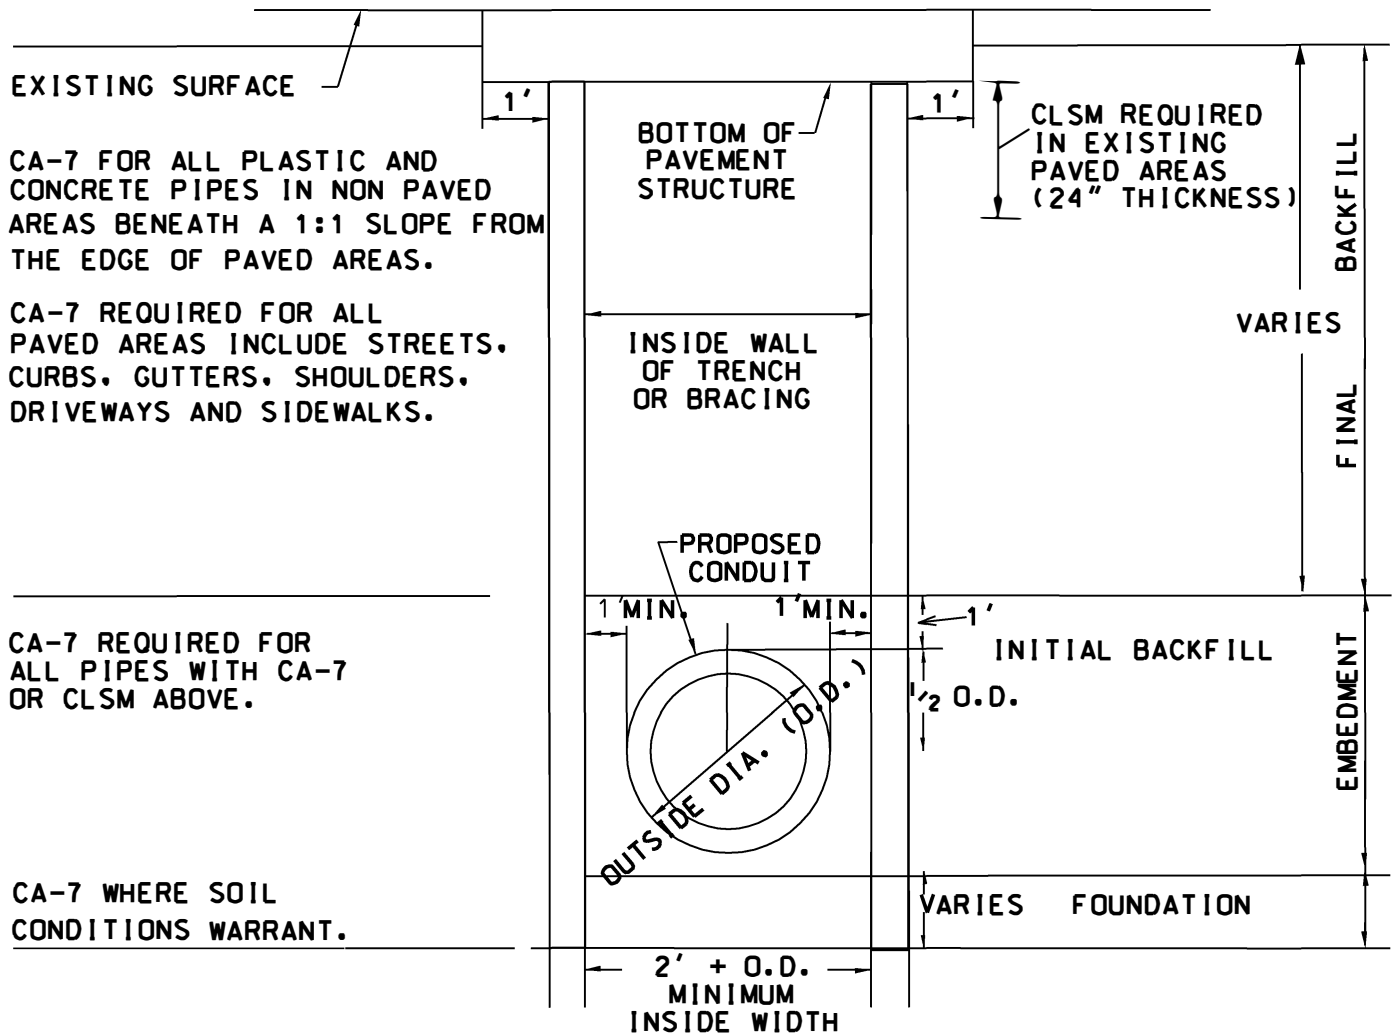 EXISTING SURFACE
1'
BOTTOM OF
PAVEMENT
STRUCTURE
1'
CLSM REQUIRED
IN EXISTING
PAVED AREAS
(24" THICKNESS)
CA-7 FOR ALL PLASTIC AND
CONCRETE PIPES IN NON PAVED
AREAS BENEATH A 1:1 SLOPE FROM
THE EDGE OF PAVED AREAS.
CA-7 REQUIRED FOR ALL
PAVED AREAS INCLUDE STREETS,
CURBS, GUTTERS, SHOULDERS,
DRIVEWAYS AND SIDEWALKS.
INSIDE WALL
OF TRENCH
OR BRACING
VARIES
FINAL BACKFILL
PROPOSED
CONDUIT
1'MIN.
1'MIN.
1'
INITIAL BACKFILL
1/2 O.D.
OUTSIDE DIA. (O.D.)
EMBEDMENT
CA-7 REQUIRED FOR
ALL PIPES WITH CA-7
OR CLSM ABOVE.
CA-7 WHERE SOIL
CONDITIONS WARRANT.
VARIES FOUNDATION
2' + O.D.
MINIMUM
INSIDE WIDTH